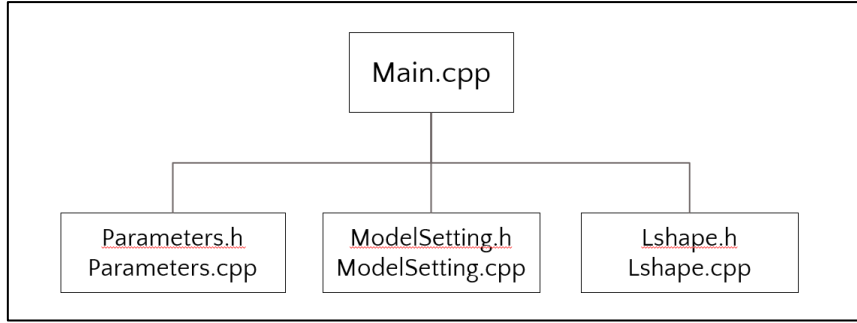 Main.cpp
Parameters.h
Parameters.cpp
ModelSetting.h
ModelSetting.cpp
Lshape.h
Lshape.cpp